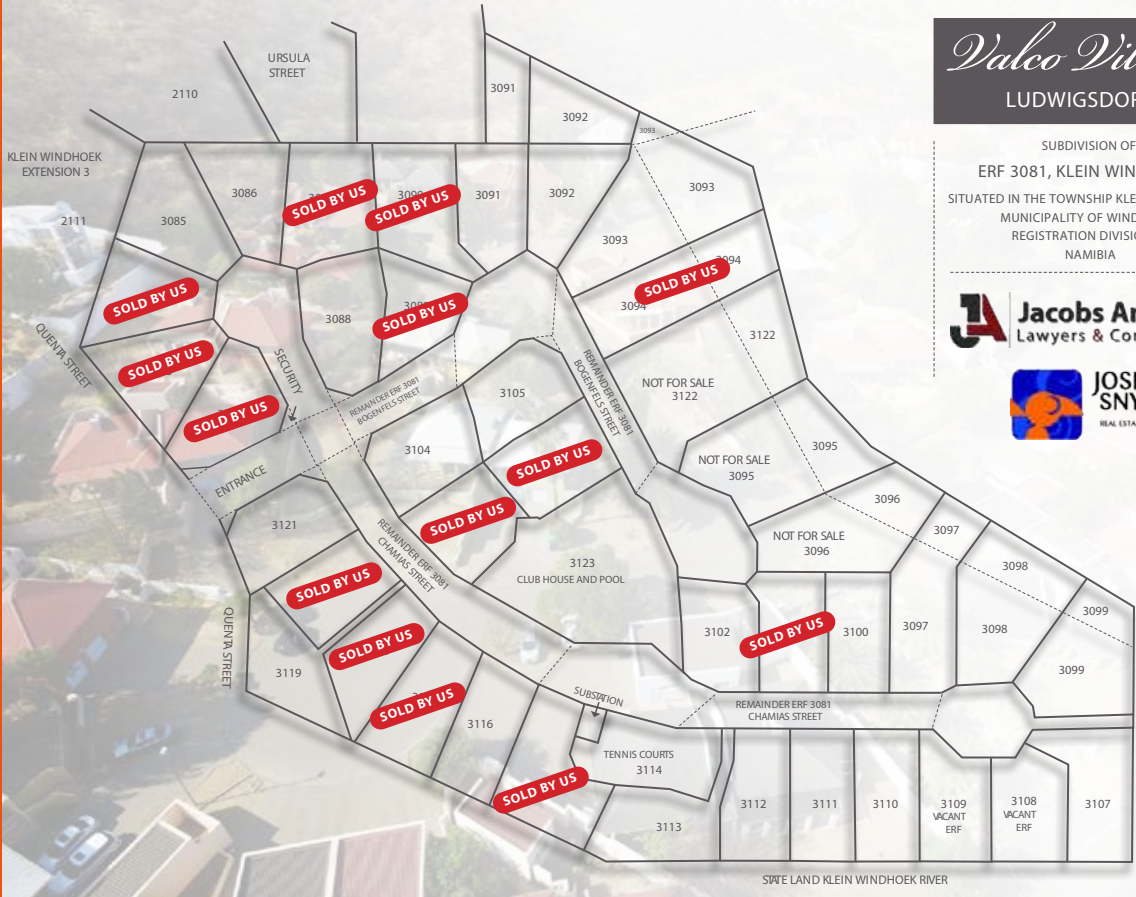 Valco
LUDWIGSDOR
SUBDIVISION OF
ERF 3081, KLEIN WIN
SITUATED IN THE TOWNSHIP KLE
MUNICIPALITY OF WIND
REGISTRATION DIVISI
NAMIBIA
Jacobs
Lawyers & Co
JOS
SNY
REAL ESTA
URSULA
STREET
2110
3091
3092
3093
KLEIN WINDHOEK
EXTENSION 3
2111
3085
3086
SOLD BY US
SOLD BY US
3091
3092
3093
3093
3094
SOLD BY US
3094
SOLD BY US
3088
SOLD BY US
3122
QUENTA STREET
SOLD BY US
SECURITY
REMAINDER ERF 3081
BOGENFELS STREET
REMAINDER ERF 3081
BOGENFELS STREET
NOT FOR SALE
3122
3105
SOLD BY US
3104
SOLD BY US
NOT FOR SALE
3095
3095
ENTRANCE
SOLD BY US
3121
REMAINDER ERF 3081
CHAMIAS STREET
3096
NOT FOR SALE
3096
3097
3098
3123
CLUB HOUSE AND POOL
SOLD BY US
3099
QUENTA STREET
SOLD BY US
3102
SOLD BY US
3100
3097
3098
3099
3119
SOLD BY US
3116
SUBSTATION
REMAINDER ERF 3081
CHAMIAS STREET
TENNIS COURTS
3114
SOLD BY US
3113
3112
3111
3110
3109
VACANT
ERF
3108
VACANT
ERF
3107
STATE LAND KLEIN WINDHOEK RIVER